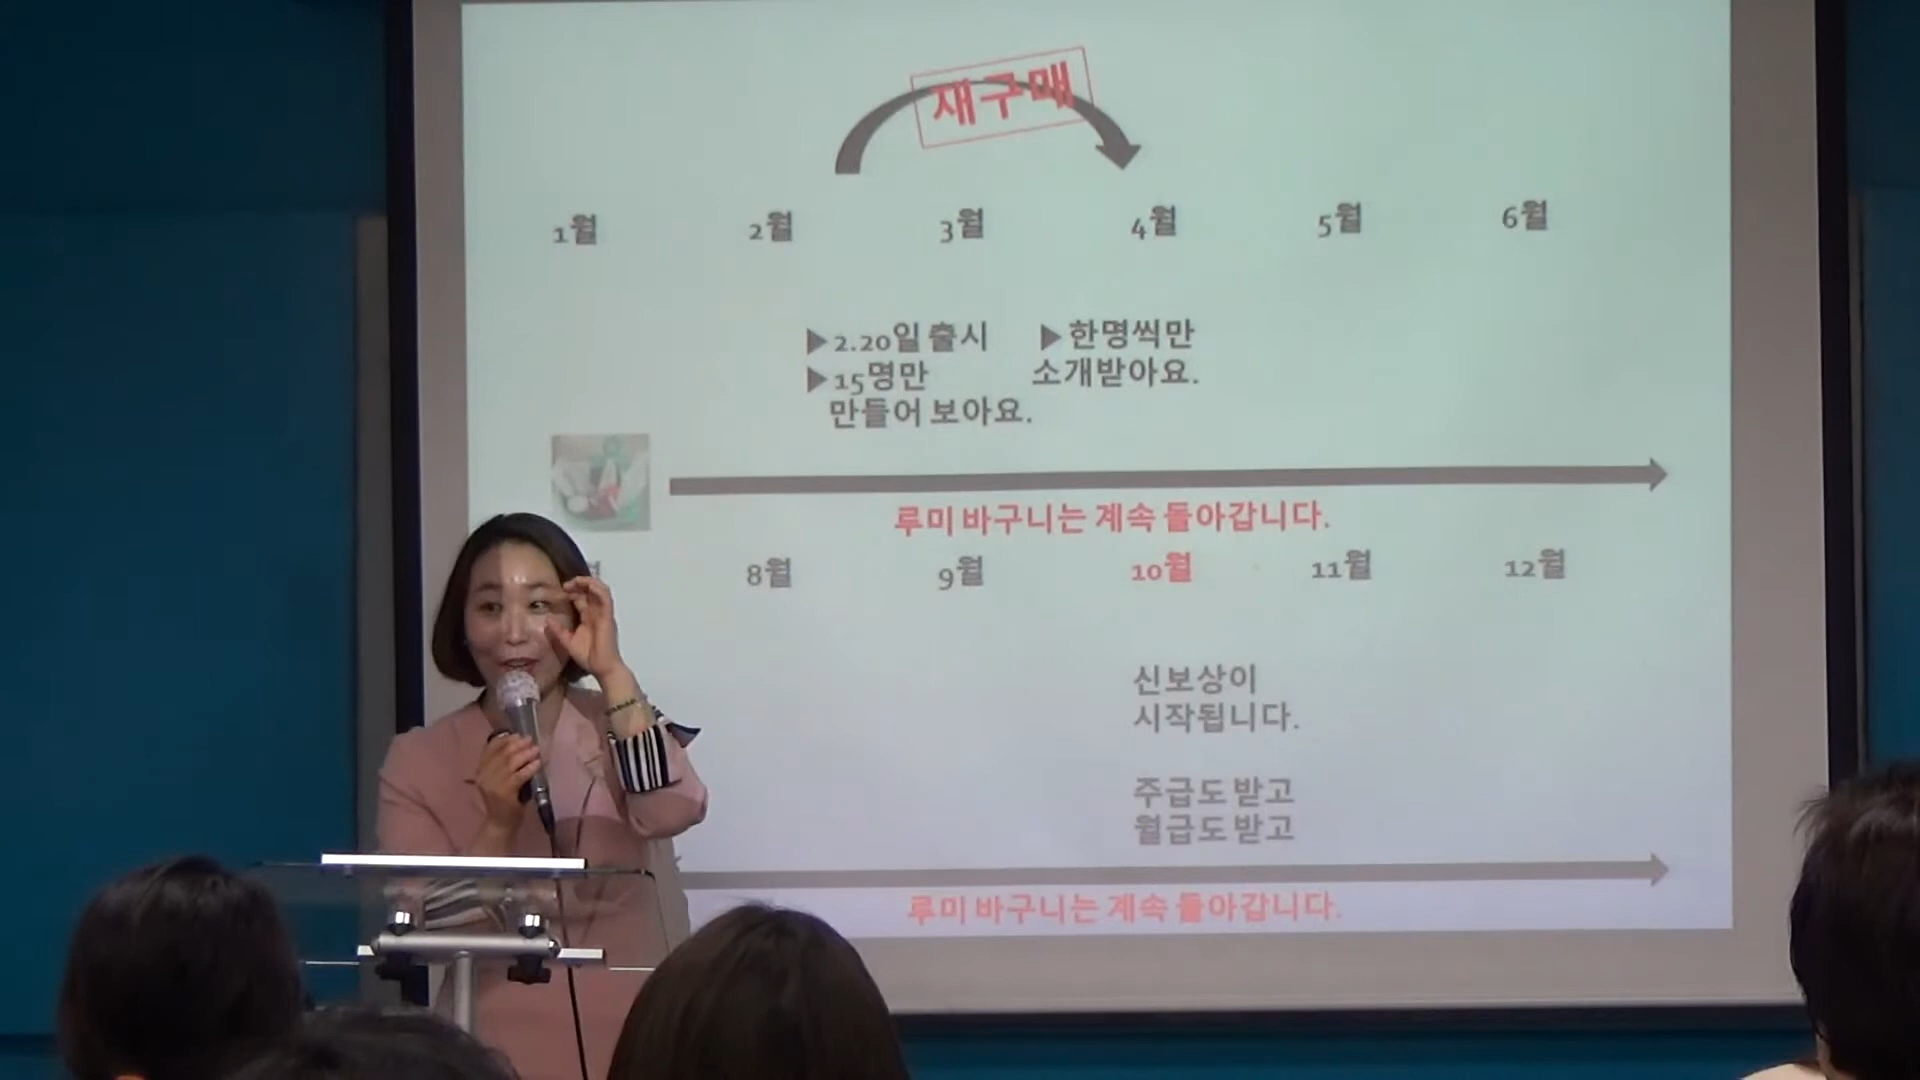 재구매
1월 2월 3월 4월 5월 6월
▶2.20일 출시
▶15명만
만들어 보아요.
▶한명씩만
소개받아요.
루미 바구니는 계속 돌아갑니다.
월 8월 9월 10월 11월 12월
신보상이
시작됩니다.
주급도 받고
월급도 받고
루미 바구니는 계속 돌아갑니다.